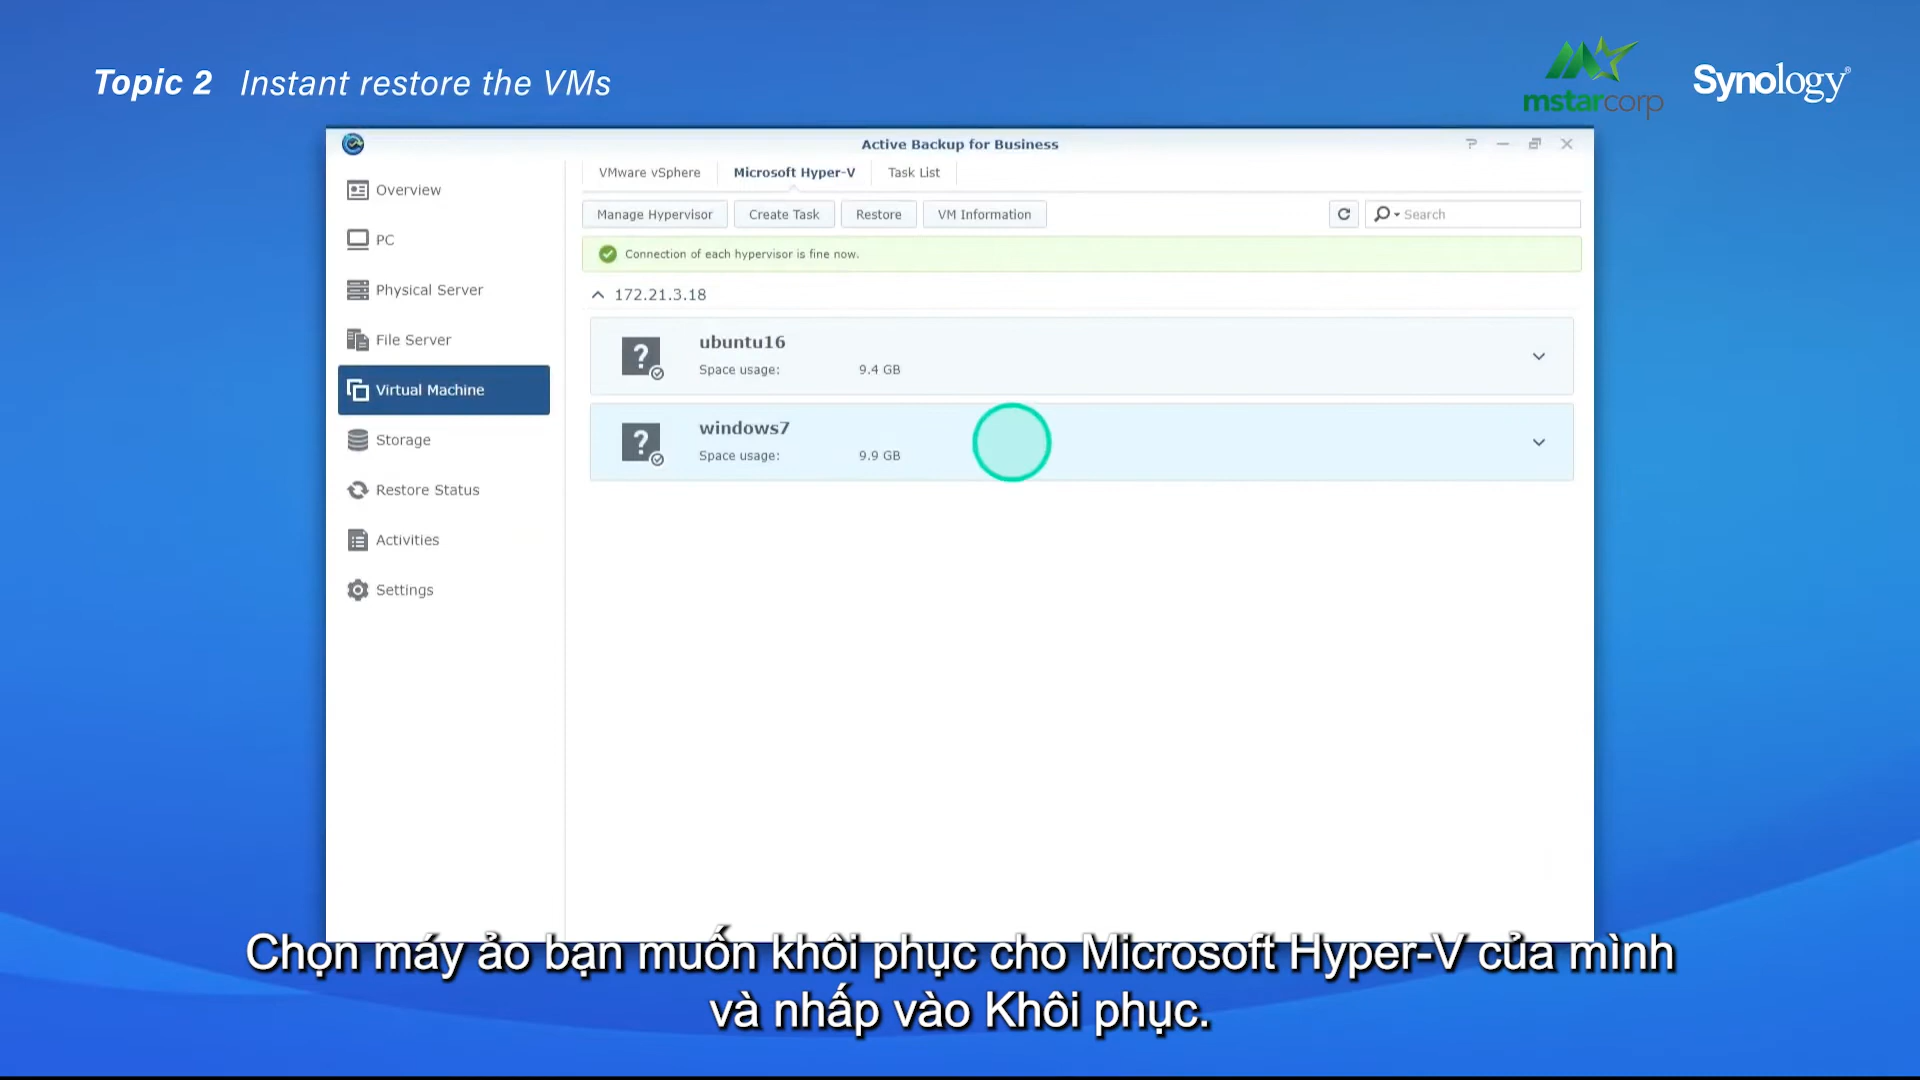 Topic 2 Instant restore the VMs
mstarcorp
Synology®
Active Backup for Business
Overview
PC
Physical Server
File Server
Virtual Machine
Storage
Restore Status
Activities
Settings
VMware vSphere
Microsoft Hyper-V
Task List
Manage Hypervisor
Create Task
Restore
VM Information
Search
Connection of each hypervisor is fine now.
172.21.3.18
ubuntu16
Space usage: 9.4 GB
windows7
Space usage: 9.9 GB
Chọn máy ảo bạn muốn khôi phục cho Microsoft Hyper-V của mình
và nhấp vào Khôi phục.